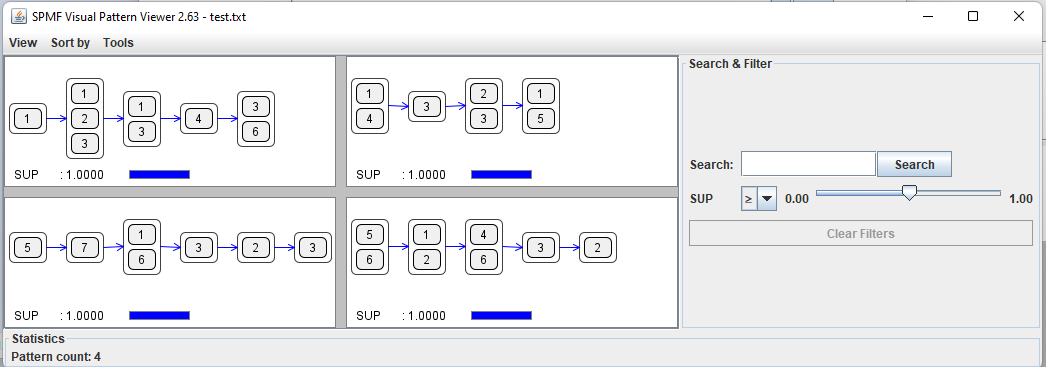 SPMF Visual Pattern Viewer 2.63 - test.txt
View Sort by Tools
1
1
2
3
1
3
4
3
6
SUP : 1.0000
1
4
3
2
3
1
5
SUP : 1.0000
5
7
1
6
3
2
3
SUP : 1.0000
5
6
1
2
4
6
3
2
SUP : 1.0000
Search & Filter
Search: Search
SUP ≥ 0.00 1.00
Clear Filters
Statistics
Pattern count: 4